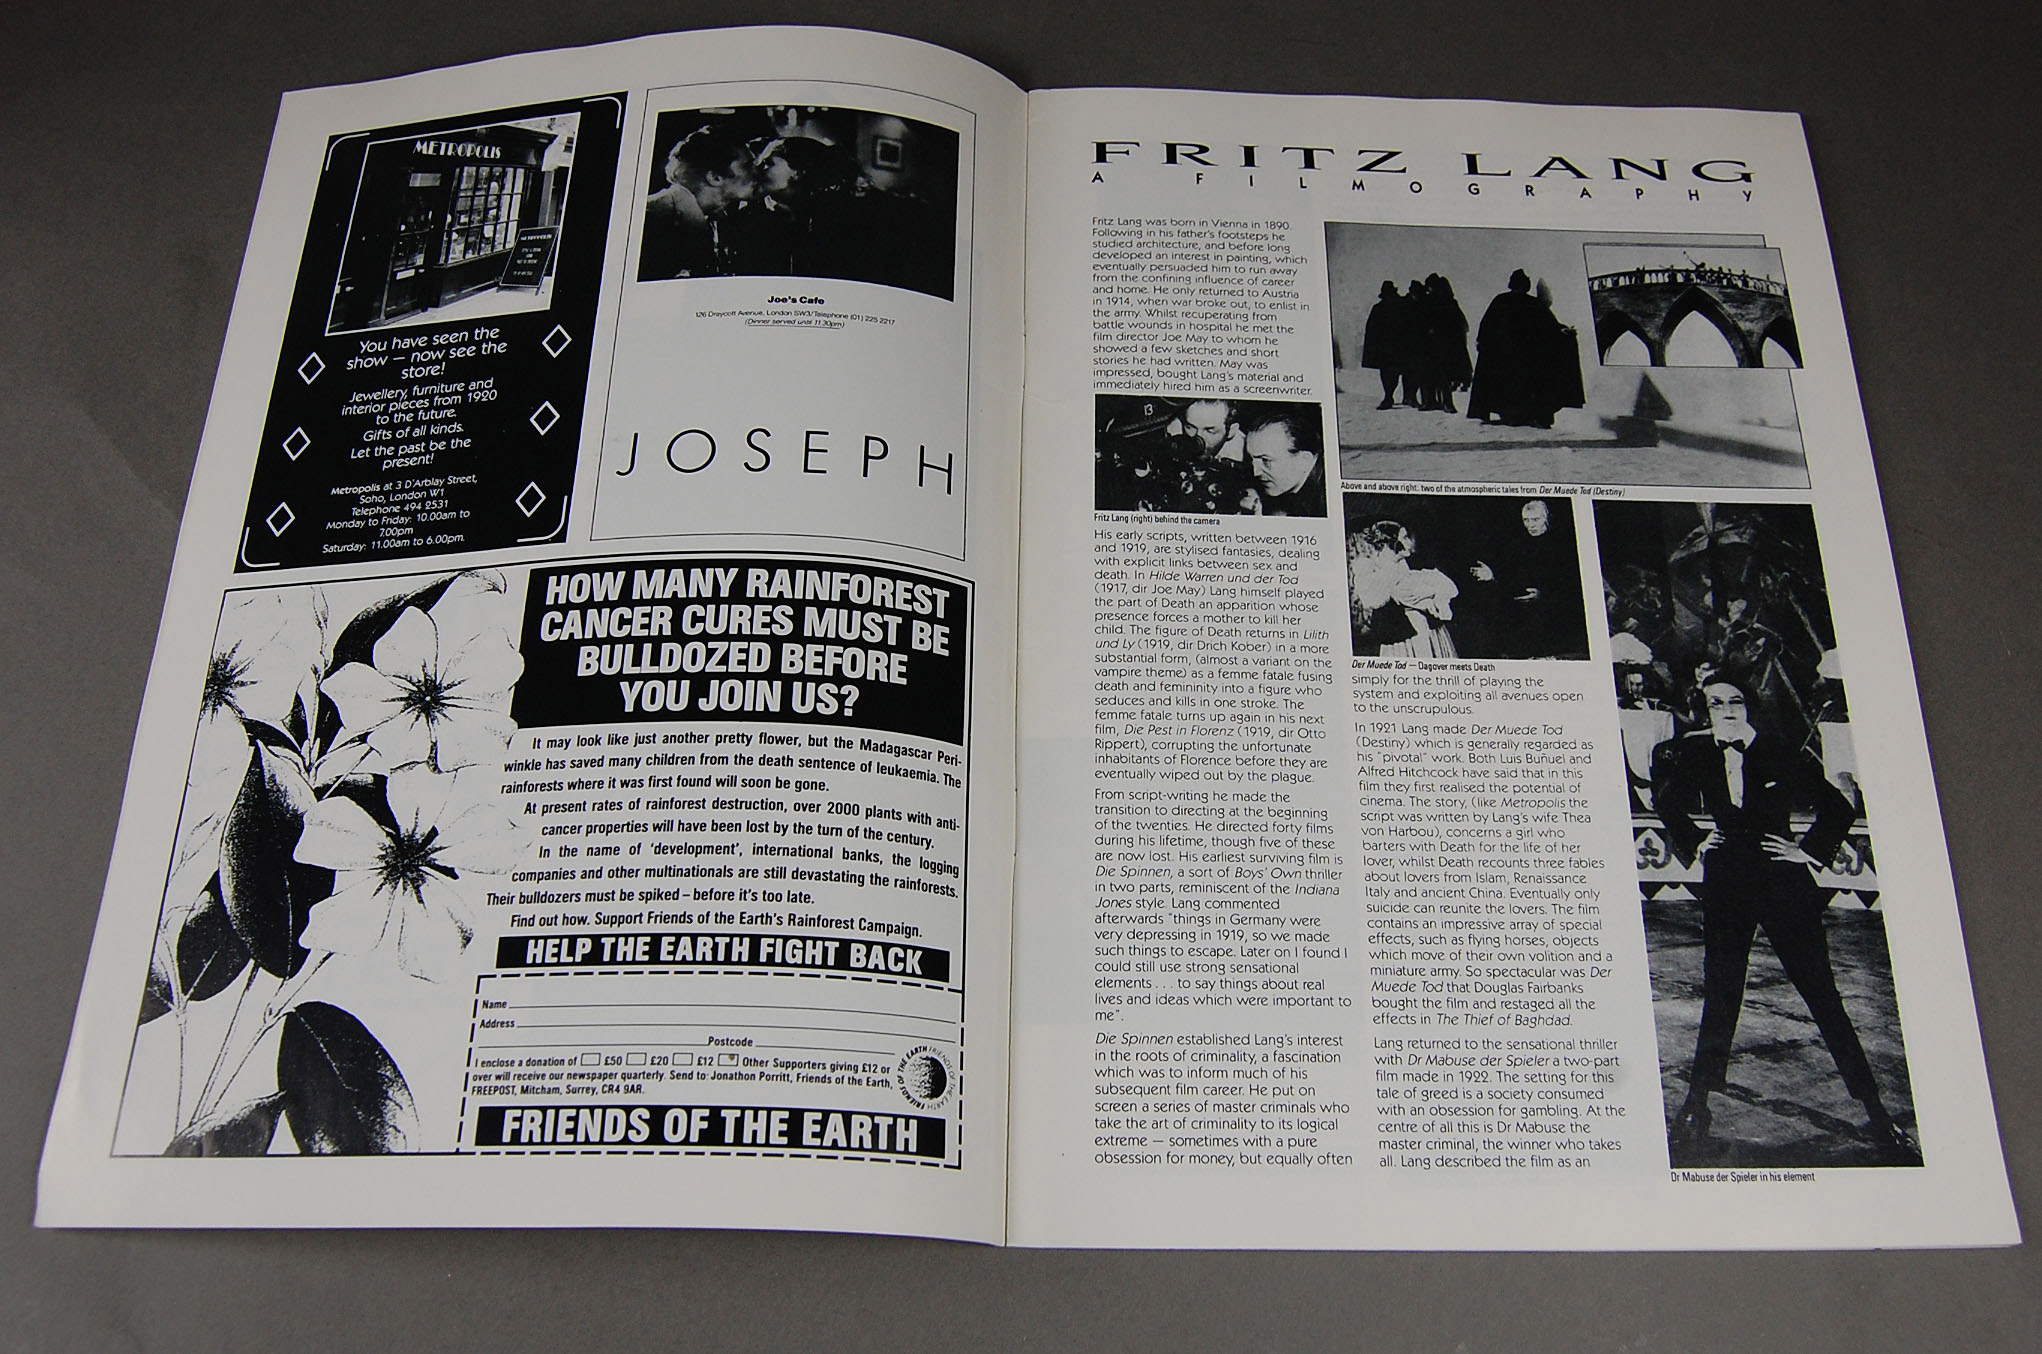 METROPOLIS
You have seen the
show — now see the
store!
Jewellery, furniture and
interior pieces from 1920
to the future.
Gifts of all kinds.
Let the past be the
present!
Metropolis at 3 D'Arblay Street,
Soho, London W1
Telephone 494 2531
Monday to Friday: 10.00am to
7.00pm
Saturday: 11.00am to 6.00pm.
Joe's Cafe
126 Draycott Avenue, London SW3/Telephone (01) 225 2217
(Dinner served until 11.30pm)
JOSEPH
HOW MANY RAINFOREST
CANCER CURES MUST BE
BULLDOZED BEFORE
YOU JOIN US?
It may look like just another pretty flower, but the Madagascar Peri-
winkle has saved many children from the death sentence of leukaemia. The
rainforests where it was first found will soon be gone.
At present rates of rainforest destruction, over 2000 plants with anti-
cancer properties will have been lost by the turn of the century.
In the name of 'development', international banks, the logging
companies and other multinationals are still devastating the rainforests.
Their bulldozers must be spiked – before it's too late.
Find out how. Support Friends of the Earth's Rainforest Campaign.
HELP THE EARTH FIGHT BACK
Name
Address
Postcode
I enclose a donation of £50 £20 £12 Other Supporters giving £12 or
over will receive our newspaper quarterly. Send to: Jonathon Porritt, Friends of the Earth,
FREEPOST, Mitcham, Surrey, CR4 9AR.
FRIENDS OF THE EARTH FRIENDS OF THE EARTH
FRIENDS OF THE EARTH
FRITZ LANG
A FILMOGRAPHY
Fritz Lang was born in Vienna in 1890.
Following in his father's footsteps he
studied architecture, and before long
developed an interest in painting, which
eventually persuaded him to run away
from the confining influence of career
and home. He only returned to Austria
in 1914, when war broke out, to enlist in
the army. Whilst recuperating from
battle wounds in hospital he met the
film director Joe May to whom he
showed a few sketches and short
stories he had written. May was
impressed, bought Lang's material and
immediately hired him as a screenwriter.
13
Fritz Lang (right) behind the camera
His early scripts, written between 1916
and 1919, are stylised fantasies, dealing
with explicit links between sex and
death. In Hilde Warren und der Tod
(1917, dir Joe May) Lang himself played
the part of Death an apparition whose
presence forces a mother to kill her
child. The figure of Death returns in Lilith
und Ly (1919, dir Drich Kober) in a more
substantial form, (almost a variant on the
vampire theme) as a femme fatale fusing
death and femininity into a figure who
seduces and kills in one stroke. The
femme fatale turns up again in his next
film, Die Pest in Florenz (1919, dir Otto
Rippert), corrupting the unfortunate
inhabitants of Florence before they are
eventually wiped out by the plague.
From script-writing he made the
transition to directing at the beginning
of the twenties. He directed forty films
during his lifetime, though five of these
are now lost. His earliest surviving film is
Die Spinnen, a sort of Boys' Own thriller
in two parts, reminiscent of the Indiana
Jones style. Lang commented
afterwards "things in Germany were
very depressing in 1919, so we made
such things to escape. Later on I found I
could still use strong sensational
elements . . . to say things about real
lives and ideas which were important to
me".
Die Spinnen established Lang's interest
in the roots of criminality, a fascination
which was to inform much of his
subsequent film career. He put on
screen a series of master criminals who
take the art of criminality to its logical
extreme — sometimes with a pure
obsession for money, but equally often
Above and above right: two of the atmospheric tales from Der Muede Tod (Destiny)
Der Muede Tod — Dagover meets Death
simply for the thrill of playing the
system and exploiting all avenues open
to the unscrupulous.
In 1921 Lang made Der Muede Tod
(Destiny) which is generally regarded as
his "pivotal" work. Both Luis Buñuel and
Alfred Hitchcock have said that in this
film they first realised the potential of
cinema. The story, (like Metropolis the
script was written by Lang's wife Thea
von Harbou), concerns a girl who
barters with Death for the life of her
lover, whilst Death recounts three fables
about lovers from Islam, Renaissance
Italy and ancient China. Eventually only
suicide can reunite the lovers. The film
contains an impressive array of special
effects, such as flying horses, objects
which move of their own volition and a
miniature army. So spectacular was Der
Muede Tod that Douglas Fairbanks
bought the film and restaged all the
effects in The Thief of Baghdad.
Lang returned to the sensational thriller
with Dr Mabuse der Spieler a two-part
film made in 1922. The setting for this
tale of greed is a society consumed
with an obsession for gambling. At the
centre of all this is Dr Mabuse the
master criminal, the winner who takes
all. Lang described the film as an
Dr Mabuse der Spieler in his element